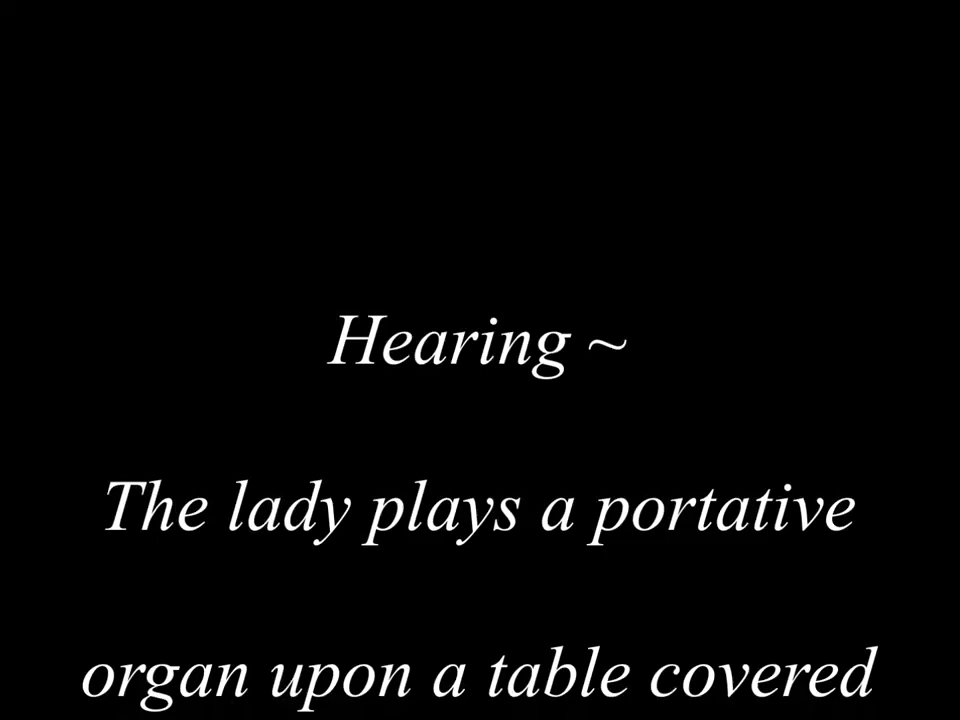 Hearing ~
The lady plays a portative
organ upon a table covered